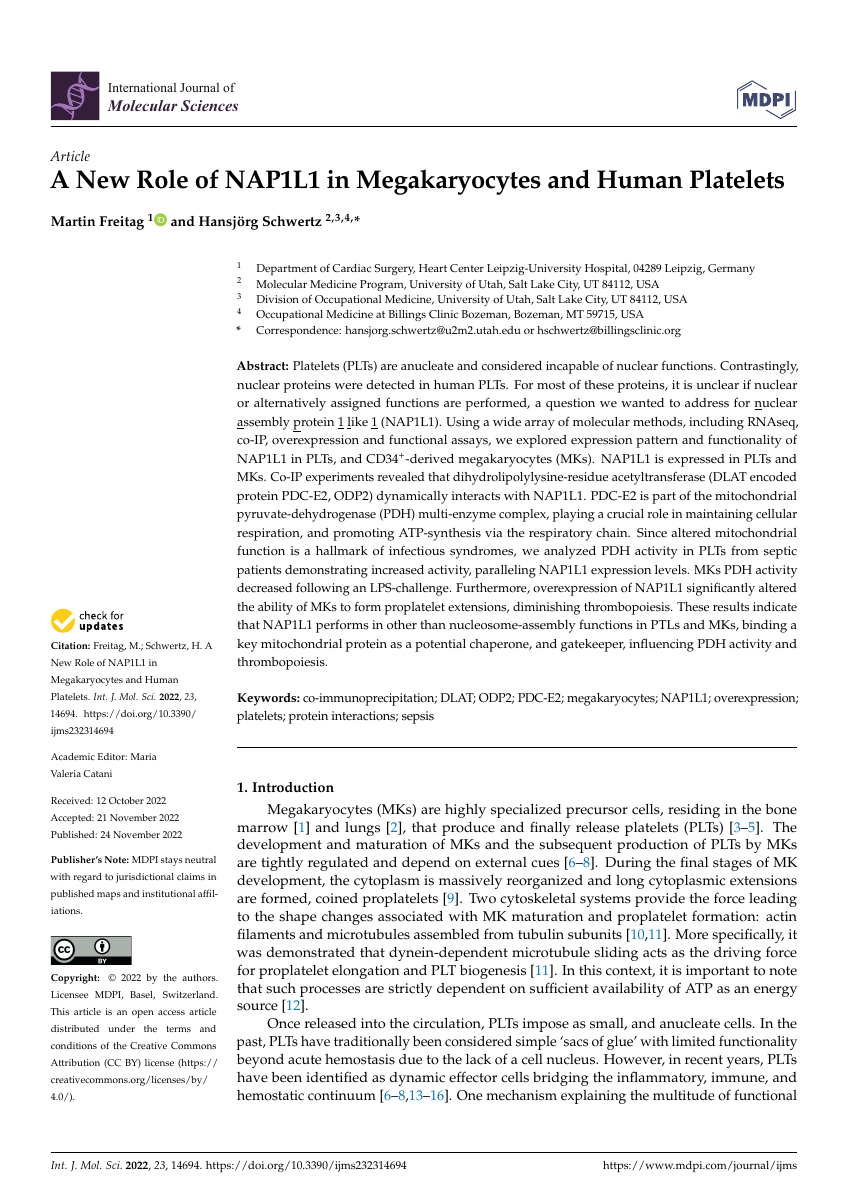 International Journal of
Molecular Sciences
MDPI
Article
A New Role of NAP1L1 in Megakaryocytes and Human Platelets
Martin Freitag 1 iD and Hansjörg Schwertz 2,3,4,*
1 Department of Cardiac Surgery, Heart Center Leipzig-University Hospital, 04289 Leipzig, Germany
2 Molecular Medicine Program, University of Utah, Salt Lake City, UT 84112, USA
3 Division of Occupational Medicine, University of Utah, Salt Lake City, UT 84112, USA
4 Occupational Medicine at Billings Clinic Bozeman, Bozeman, MT 59715, USA
* Correspondence: hansjorg.schwertz@u2m2.utah.edu or hschwertz@billingsclinic.org
Abstract: Platelets (PLTs) are anucleate and considered incapable of nuclear functions. Contrastingly,
nuclear proteins were detected in human PLTs. For most of these proteins, it is unclear if nuclear
or alternatively assigned functions are performed, a question we wanted to address for nuclear
assembly protein 1 like 1 (NAP1L1). Using a wide array of molecular methods, including RNAseq,
co-IP, overexpression and functional assays, we explored expression pattern and functionality of
NAP1L1 in PLTs, and CD34+-derived megakaryocytes (MKs). NAP1L1 is expressed in PLTs and
MKs. Co-IP experiments revealed that dihydrolipolylysine-residue acetyltransferase (DLAT encoded
protein PDC-E2, ODP2) dynamically interacts with NAP1L1. PDC-E2 is part of the mitochondrial
pyruvate-dehydrogenase (PDH) multi-enzyme complex, playing a crucial role in maintaining cellular
respiration, and promoting ATP-synthesis via the respiratory chain. Since altered mitochondrial
function is a hallmark of infectious syndromes, we analyzed PDH activity in PLTs from septic
patients demonstrating increased activity, paralleling NAP1L1 expression levels. MKs PDH activity
decreased following an LPS-challenge. Furthermore, overexpression of NAP1L1 significantly altered
the ability of MKs to form proplatelet extensions, diminishing thrombopoiesis. These results indicate
that NAP1L1 performs in other than nucleosome-assembly functions in PTLs and MKs, binding a
key mitochondrial protein as a potential chaperone, and gatekeeper, influencing PDH activity and
thrombopoiesis.
Keywords: co-immunoprecipitation; DLAT; ODP2; PDC-E2; megakaryocytes; NAP1L1; overexpression;
platelets; protein interactions; sepsis
check for
updates
Citation: Freitag, M.; Schwertz, H. A
New Role of NAP1L1 in
Megakaryocytes and Human
Platelets. Int. J. Mol. Sci. 2022, 23,
14694. https://doi.org/10.3390/
ijms232314694
Academic Editor: Maria
Valeria Catani
Received: 12 October 2022
Accepted: 21 November 2022
Published: 24 November 2022
Publisher's Note: MDPI stays neutral
with regard to jurisdictional claims in
published maps and institutional affil-
iations.
CC BY
Copyright: © 2022 by the authors.
Licensee MDPI, Basel, Switzerland.
This article is an open access article
distributed under the terms and
conditions of the Creative Commons
Attribution (CC BY) license (https://
creativecommons.org/licenses/by/
4.0/).
1. Introduction
Megakaryocytes (MKs) are highly specialized precursor cells, residing in the bone
marrow [1] and lungs [2], that produce and finally release platelets (PLTs) [3–5]. The
development and maturation of MKs and the subsequent production of PLTs by MKs
are tightly regulated and depend on external cues [6–8]. During the final stages of MK
development, the cytoplasm is massively reorganized and long cytoplasmic extensions
are formed, coined proplatelets [9]. Two cytoskeletal systems provide the force leading
to the shape changes associated with MK maturation and proplatelet formation: actin
filaments and microtubules assembled from tubulin subunits [10,11]. More specifically, it
was demonstrated that dynein-dependent microtubule sliding acts as the driving force
for proplatelet elongation and PLT biogenesis [11]. In this context, it is important to note
that such processes are strictly dependent on sufficient availability of ATP as an energy
source [12].
Once released into the circulation, PLTs impose as small, and anucleate cells. In the
past, PLTs have traditionally been considered simple 'sacs of glue' with limited functionality
beyond acute hemostasis due to the lack of a cell nucleus. However, in recent years, PLTs
have been identified as dynamic effector cells bridging the inflammatory, immune, and
hemostatic continuum [6–8,13–16]. One mechanism explaining the multitude of functional
Int. J. Mol. Sci. 2022, 23, 14694. https://doi.org/10.3390/ijms232314694
https://www.mdpi.com/journal/ijms